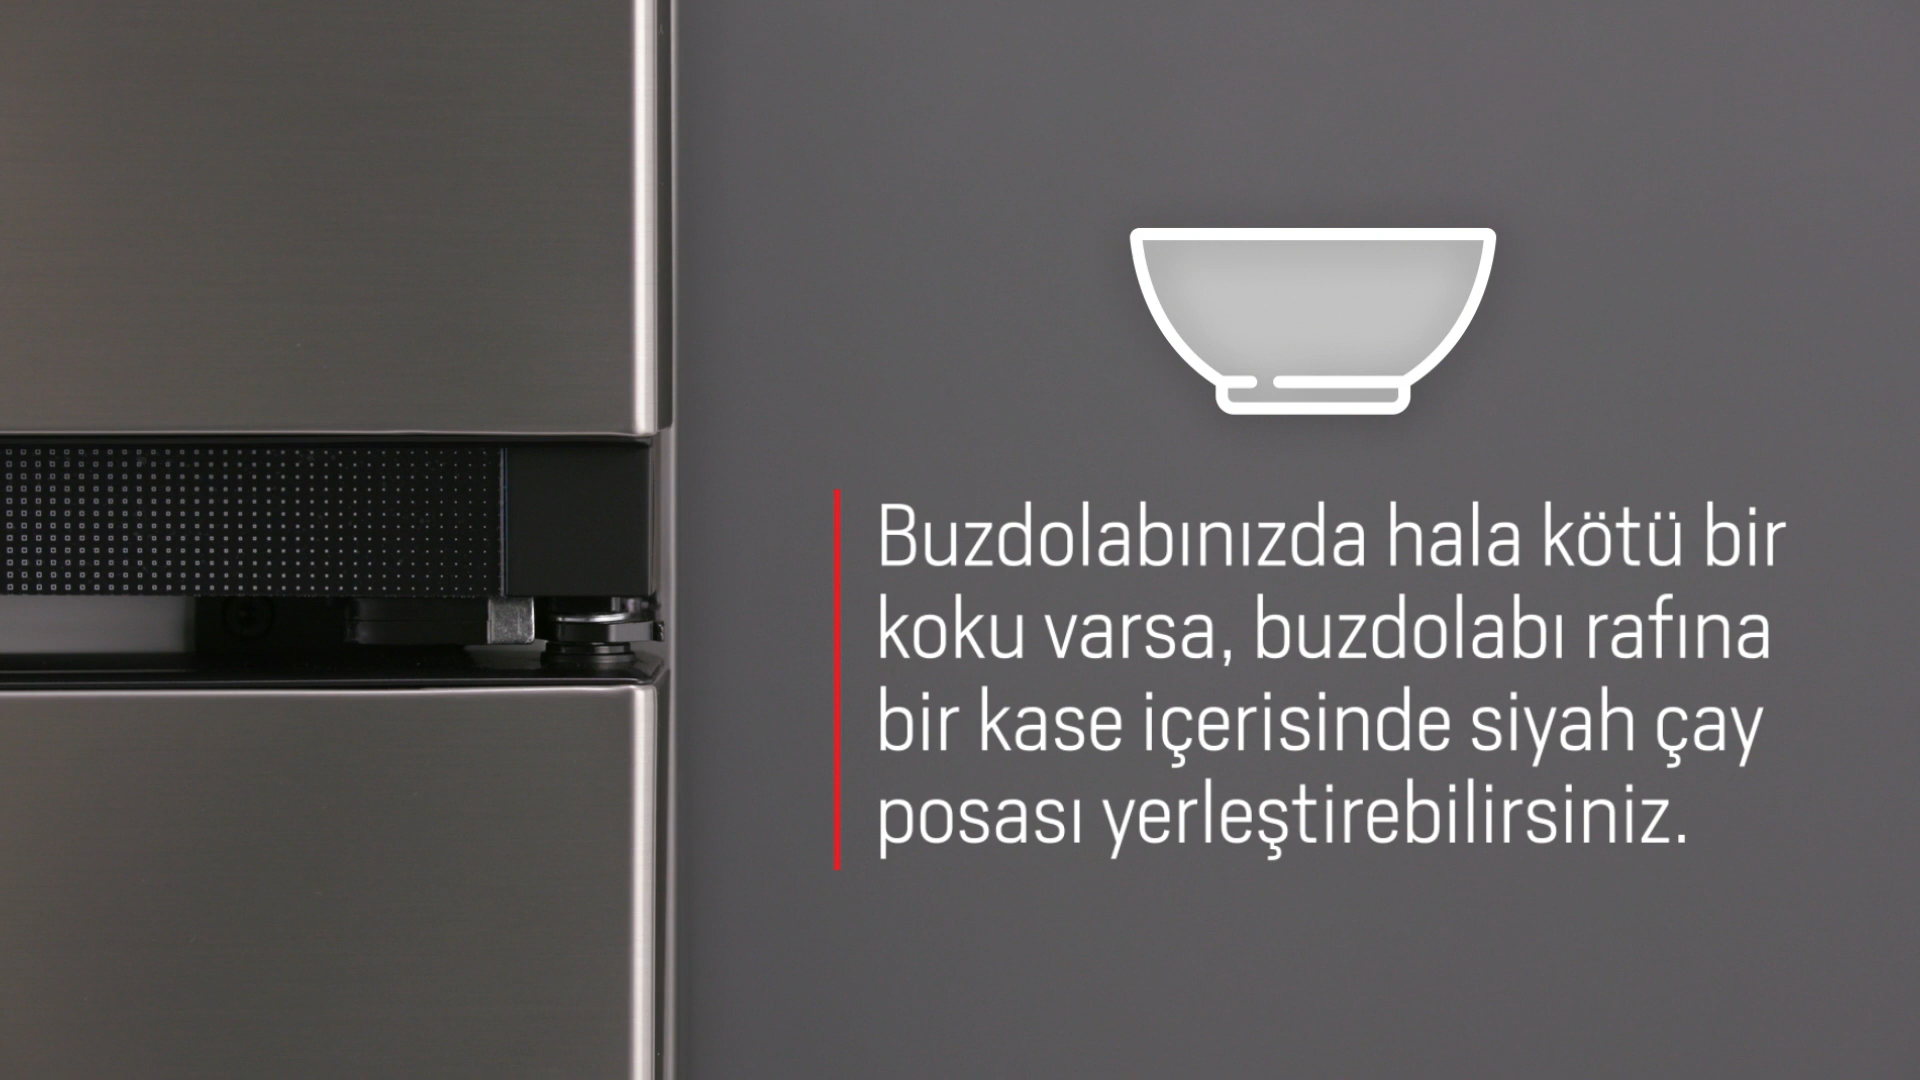 Buzdolabınızda hala kötü bir
koku varsa, buzdolabı rafına
bir kase içerisinde siyah çay
posası yerleştirebilirsiniz.